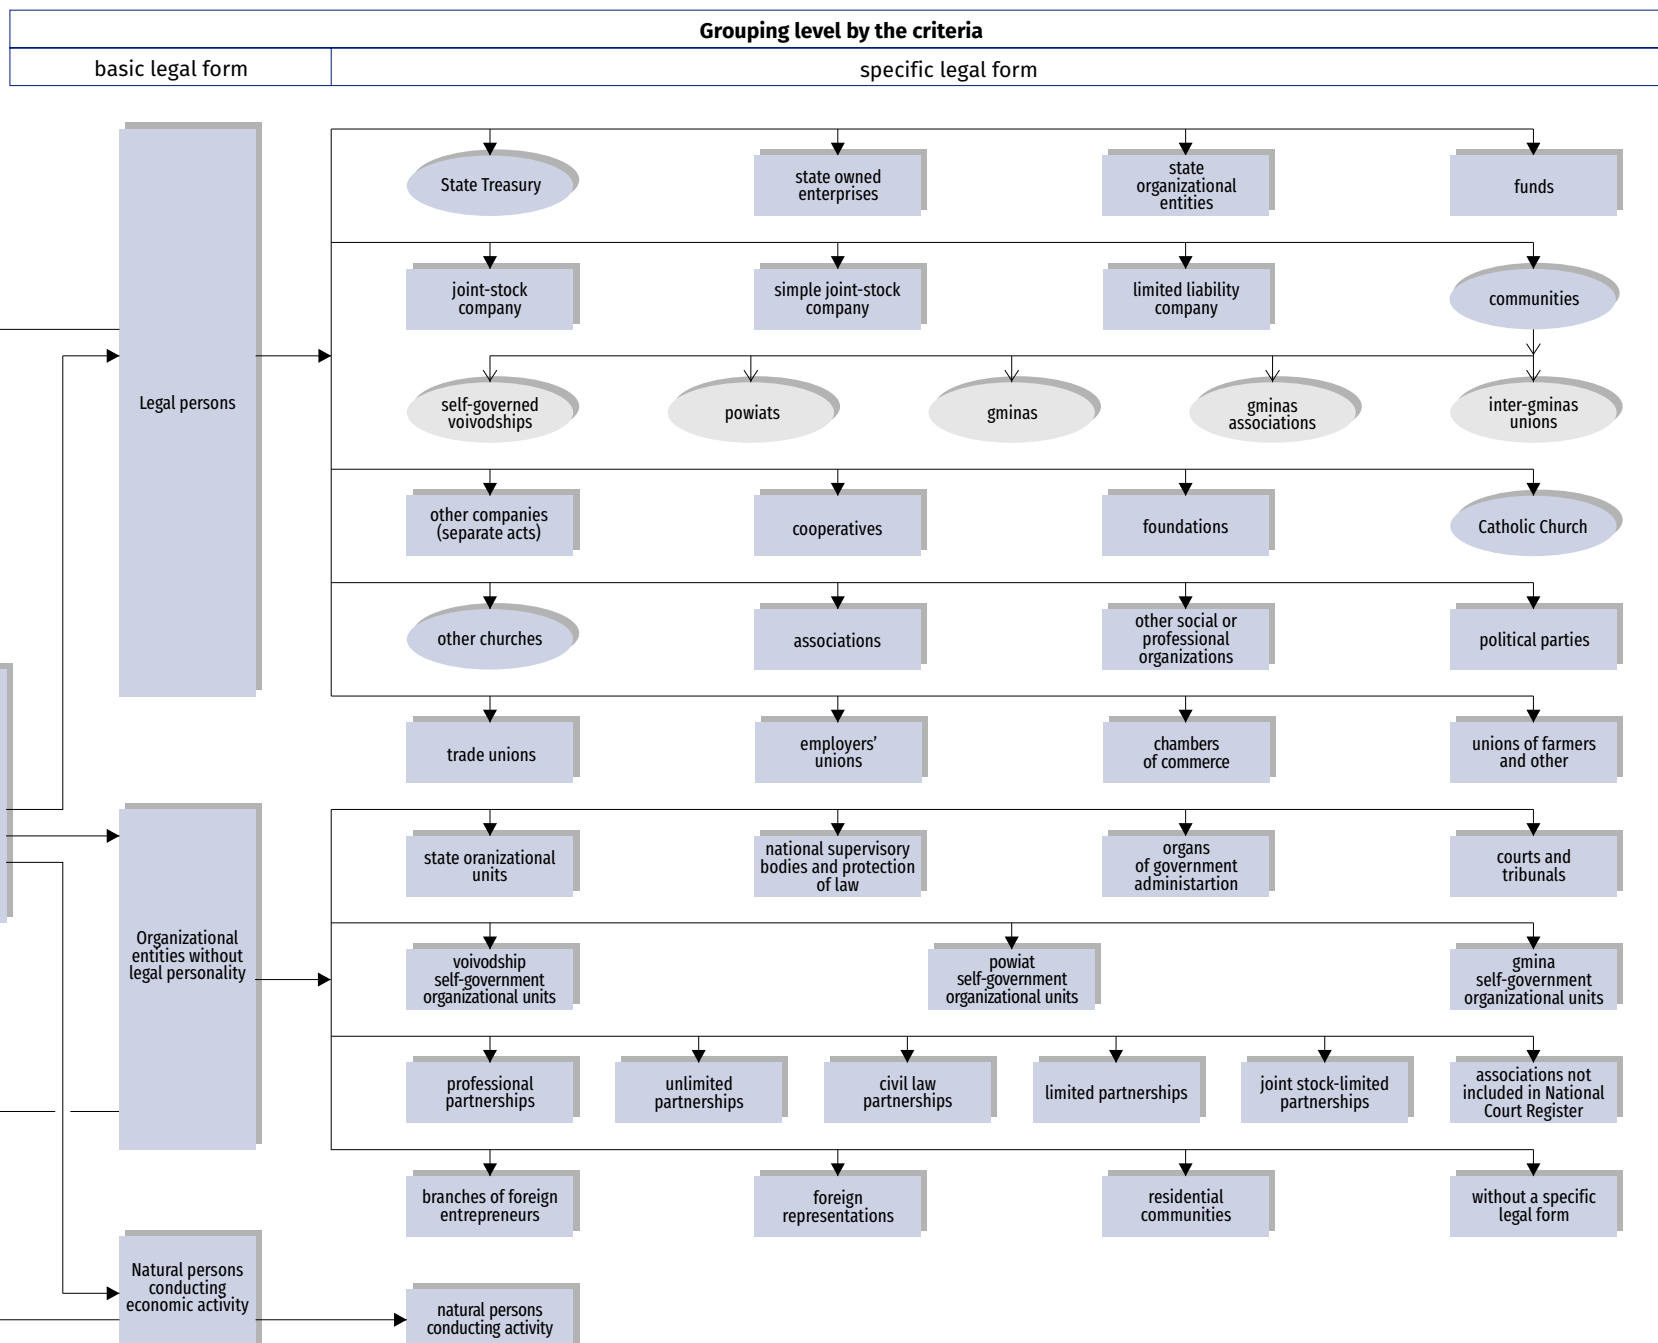 Grouping level by the criteria
basic legal form
specific legal form
State Treasury
state owned
enterprises
state
organizational
entities
funds
joint-stock
company
simple joint-stock
company
limited liability
company
communities
Legal persons
self-governed
voivodships
powiats
gminas
gminas
associations
inter-gminas
unions
other companies
(separate acts)
cooperatives
foundations
Catholic Church
other churches
associations
other social or
professional
organizations
political parties
trade unions
employers’
unions
chambers
of commerce
unions of farmers
and other
state oranizational
units
national supervisory
bodies and protection
of law
organs
of government
administartion
courts and
tribunals
Organizational
entities without
legal personality
voivodship
self-government
organizational units
powiat
self-government
organizational units
gmina
self-government
organizational units
professional
partnerships
unlimited
partnerships
civil law
partnerships
limited partnerships
joint stock-limited
partnerships
associations not
included in National
Court Register
branches of foreign
entrepreneurs
foreign
representations
residential
communities
without a specific
legal form
Natural persons
conducting
economic activity
natural persons
conducting activity